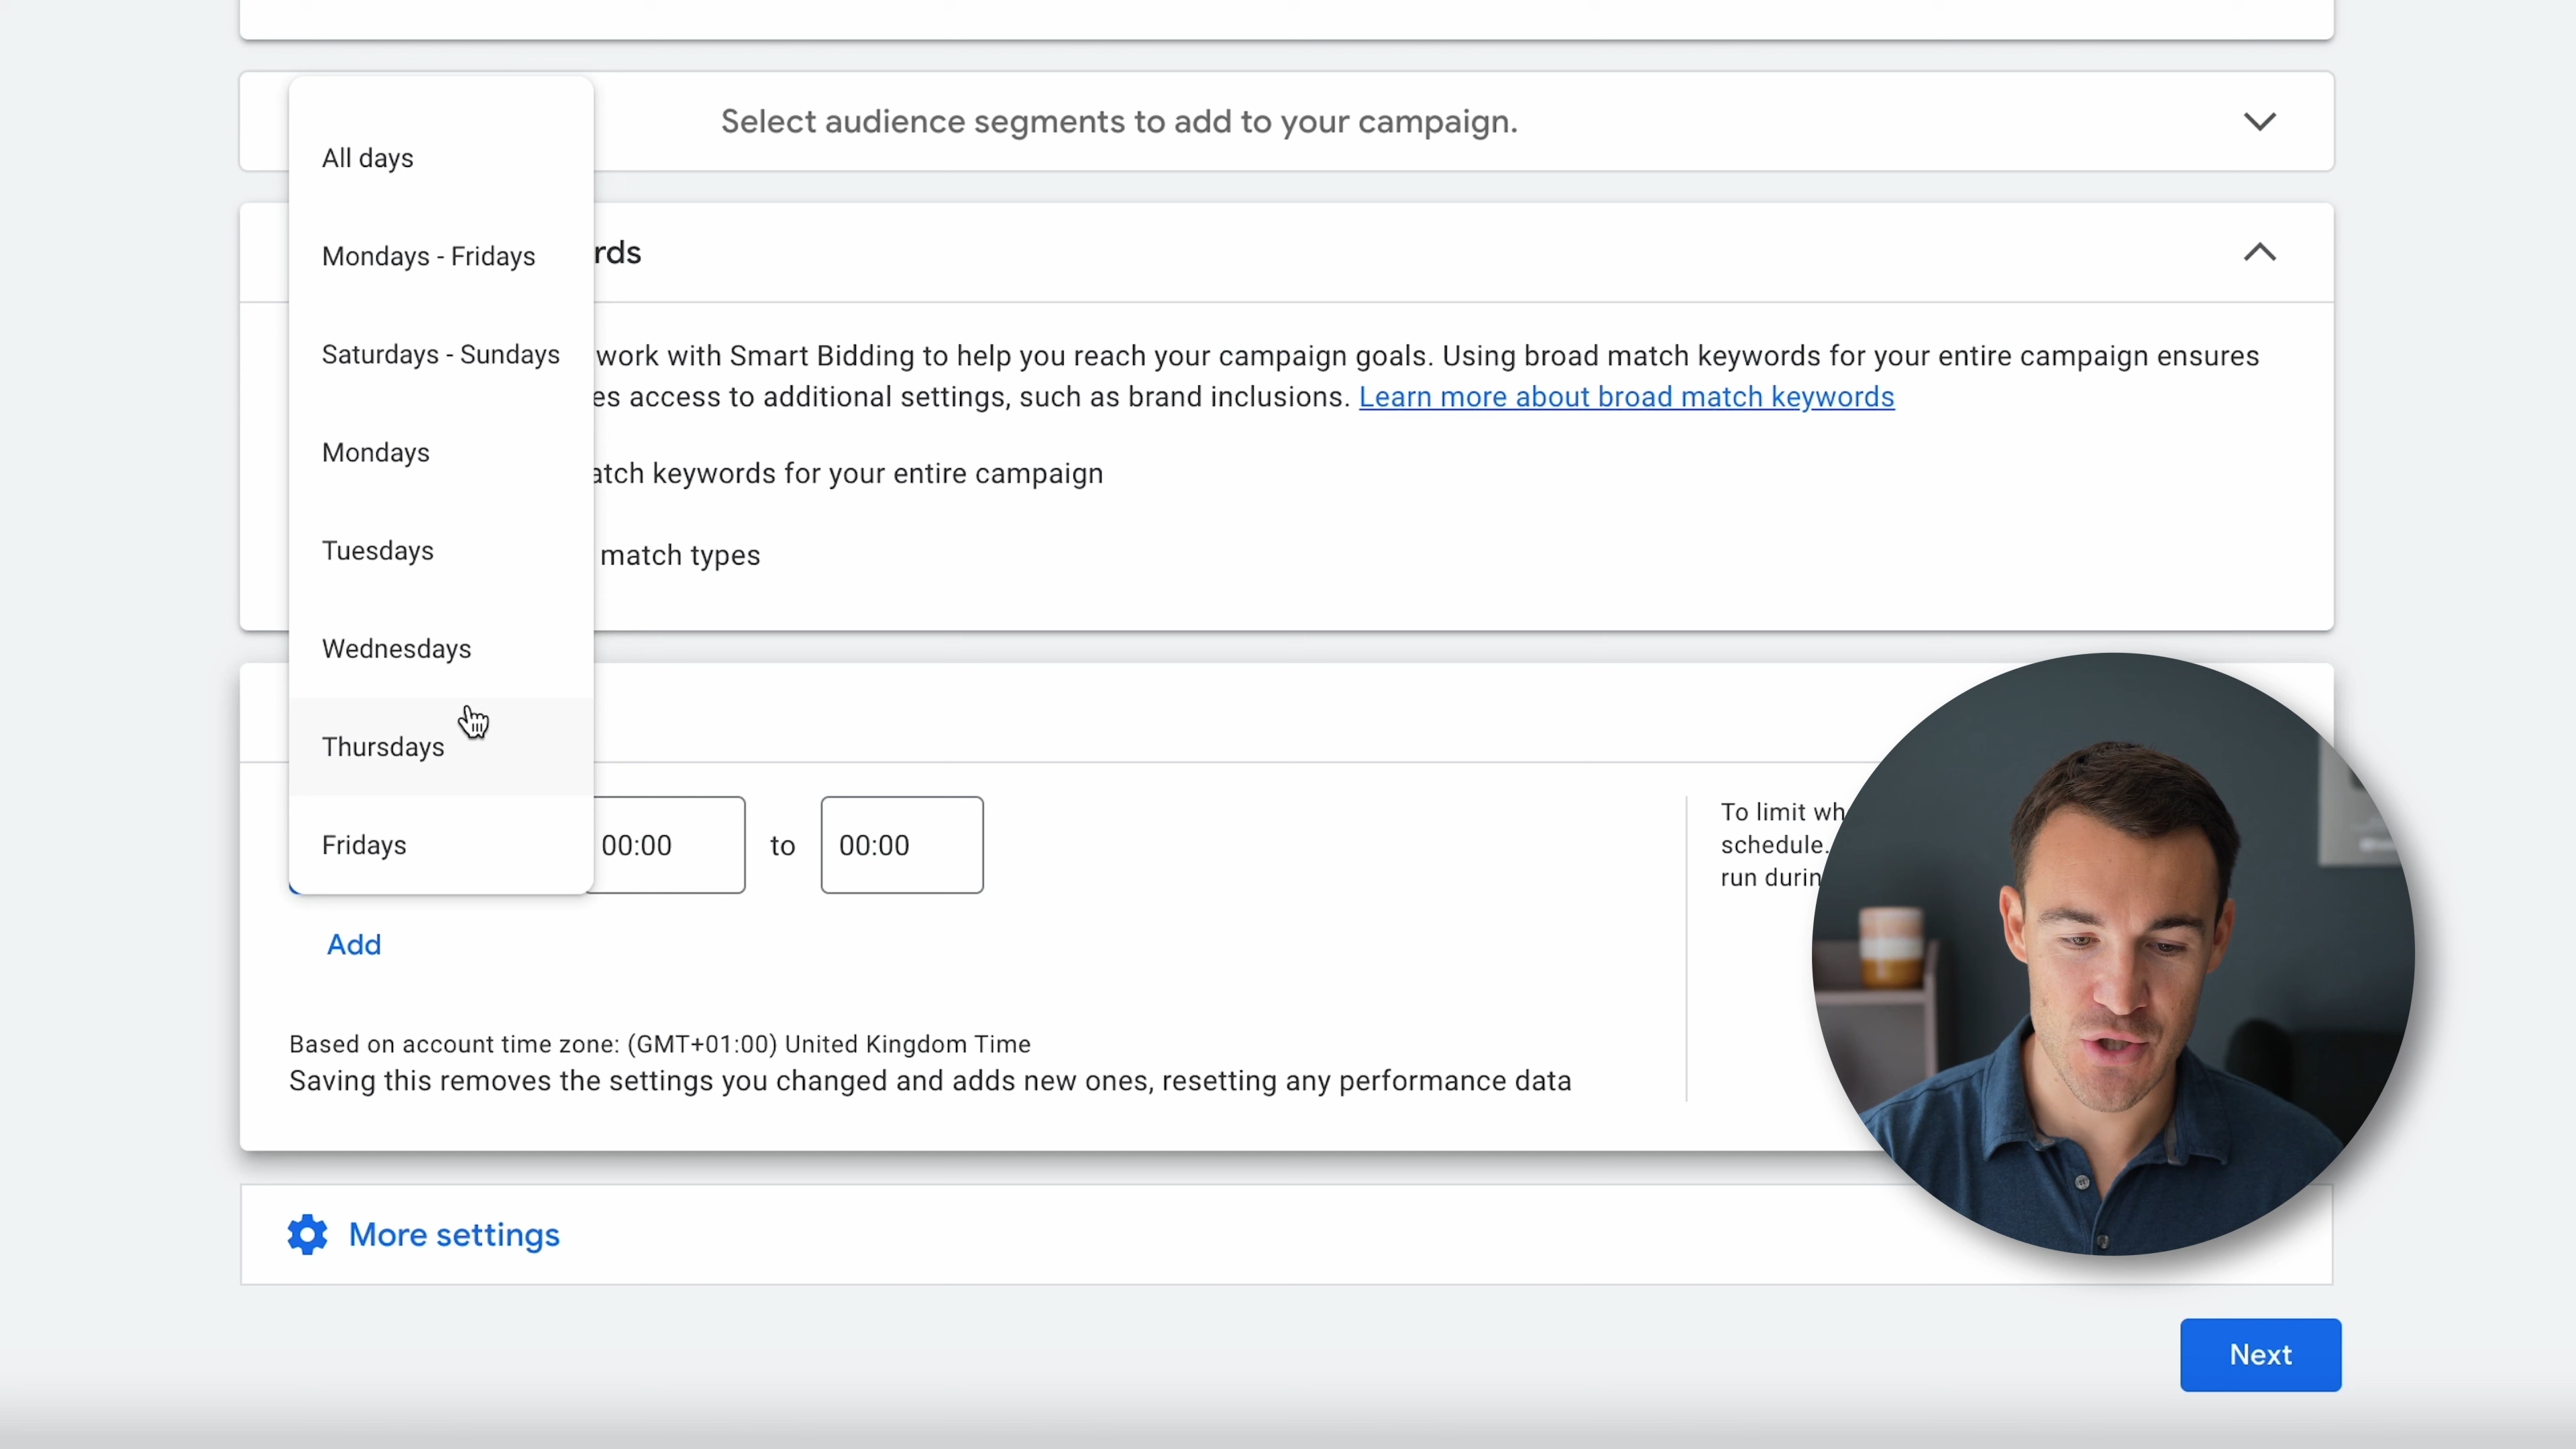 Select audience segments to add to your campaign.
All days
Mondays - Fridays
rds
Saturdays - Sundays
work with Smart Bidding to help you reach your campaign goals. Using broad match keywords for your entire campaign ensures
es access to additional settings, such as brand inclusions. Learn more about broad match keywords
Mondays
atch keywords for your entire campaign
Tuesdays
match types
Wednesdays
Thursdays
Fridays
00:00 to 00:00
To limit wh
schedule.
run durin
Add
Based on account time zone: (GMT+01:00) United Kingdom Time
Saving this removes the settings you changed and adds new ones, resetting any performance data
More settings
Next